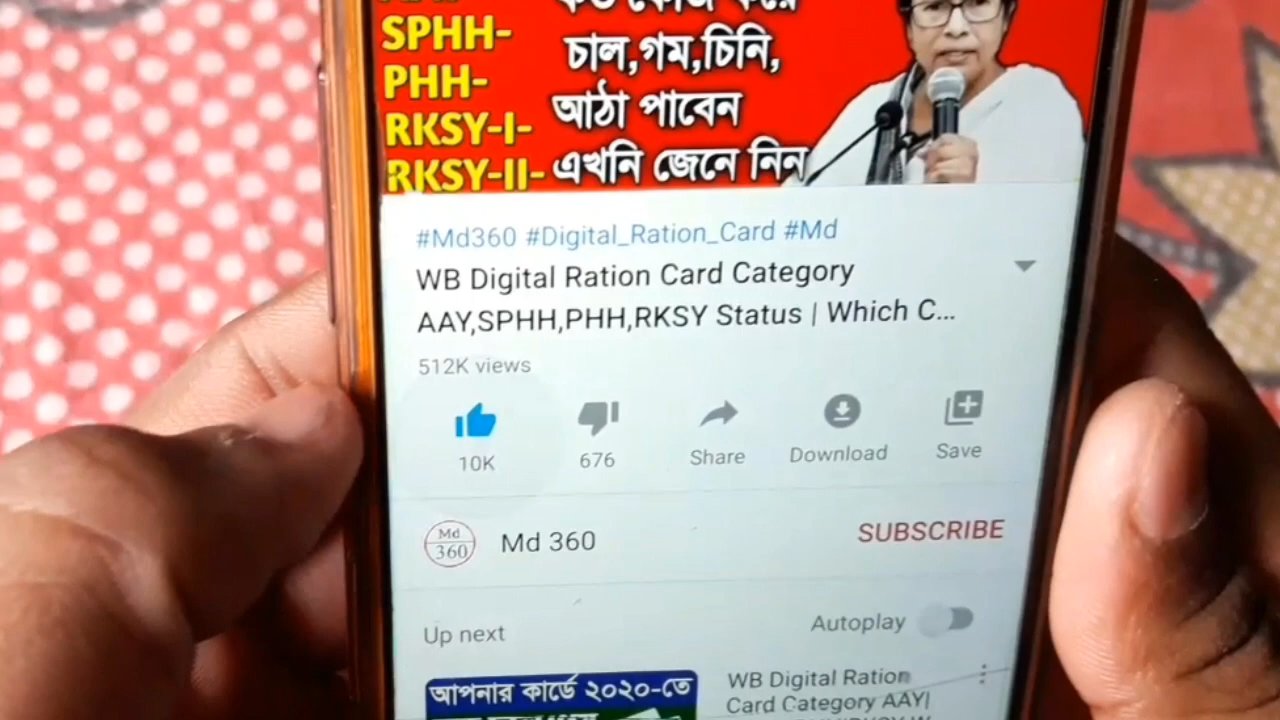 SPHH-
PHH-
RKSY-I-
RKSY-II-
চাল,গম,চিনি,
আঠা পাবেন
এখনি জেনে নিন
#Md360 #Digital_Ration_Card #Md
WB Digital Ration Card Category
AAY,SPHH,PHH,RKSY Status | Which C...
512K views
10K
676
Share
Download
Save
Md
360
Md 360
SUBSCRIBE
Up next
Autoplay
আপনার কার্ডে ২০২০-তে
WB Digital Ration
Card Category AAY|